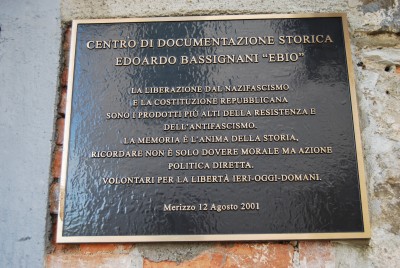 CENTRO DI DOCUMENTAZIONE STORICA
EDOARDO BASSIGNANI "EBIO"
LA LIBERAZIONE DAL NAZIFASCISMO
E LA COSTITUZIONE REPUBBLICANA
SONO I PRODOTTI PIÙ ALTI DELLA RESISTENZA E
DELL'ANTIFASCISMO.
LA MEMORIA È L'ANIMA DELLA STORIA,
RICORDARE NON È SOLO DOVERE MORALE MA AZIONE
POLITICA DIRETTA.
VOLONTARI PER LA LIBERTÀ IERI-OGGI-DOMANI.
Merizzo 12 Agosto 2001